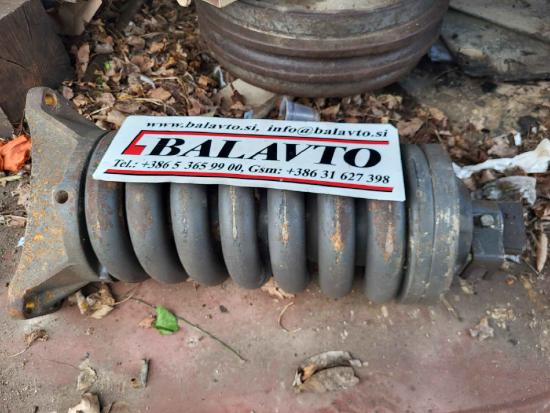 www.balavto.si, info@balavto.si
BALAVTO
Tel.: +386 5 365 99 00, Gsm: +386 31 627 398